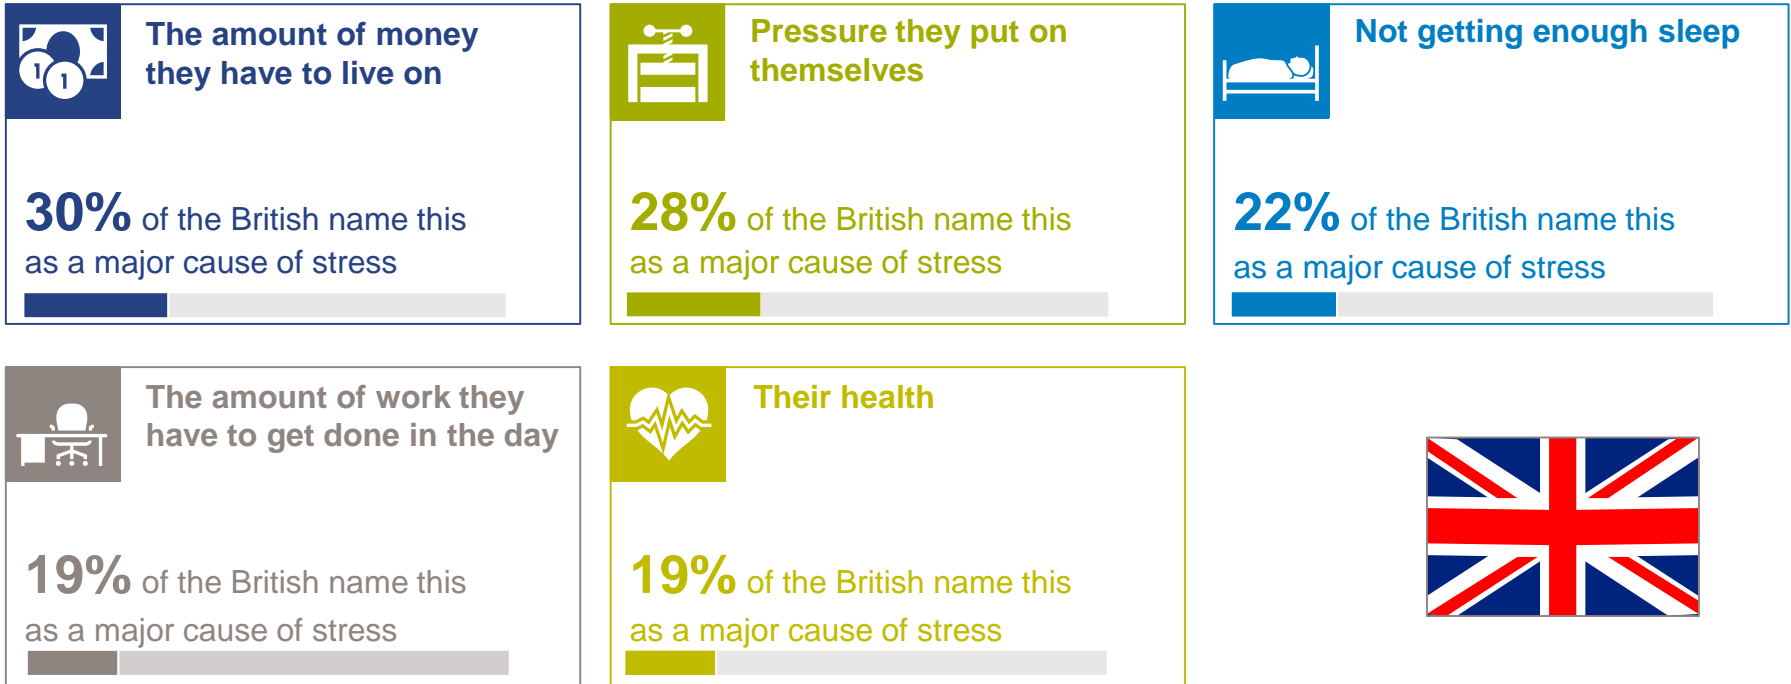 The amount of money
they have to live on
30% of the British name this
as a major cause of stress
Pressure they put on
themselves
28% of the British name this
as a major cause of stress
Not getting enough sleep
22% of the British name this
as a major cause of stress
The amount of work they
have to get done in the day
19% of the British name this
as a major cause of stress
Their health
19% of the British name this
as a major cause of stress
1
1